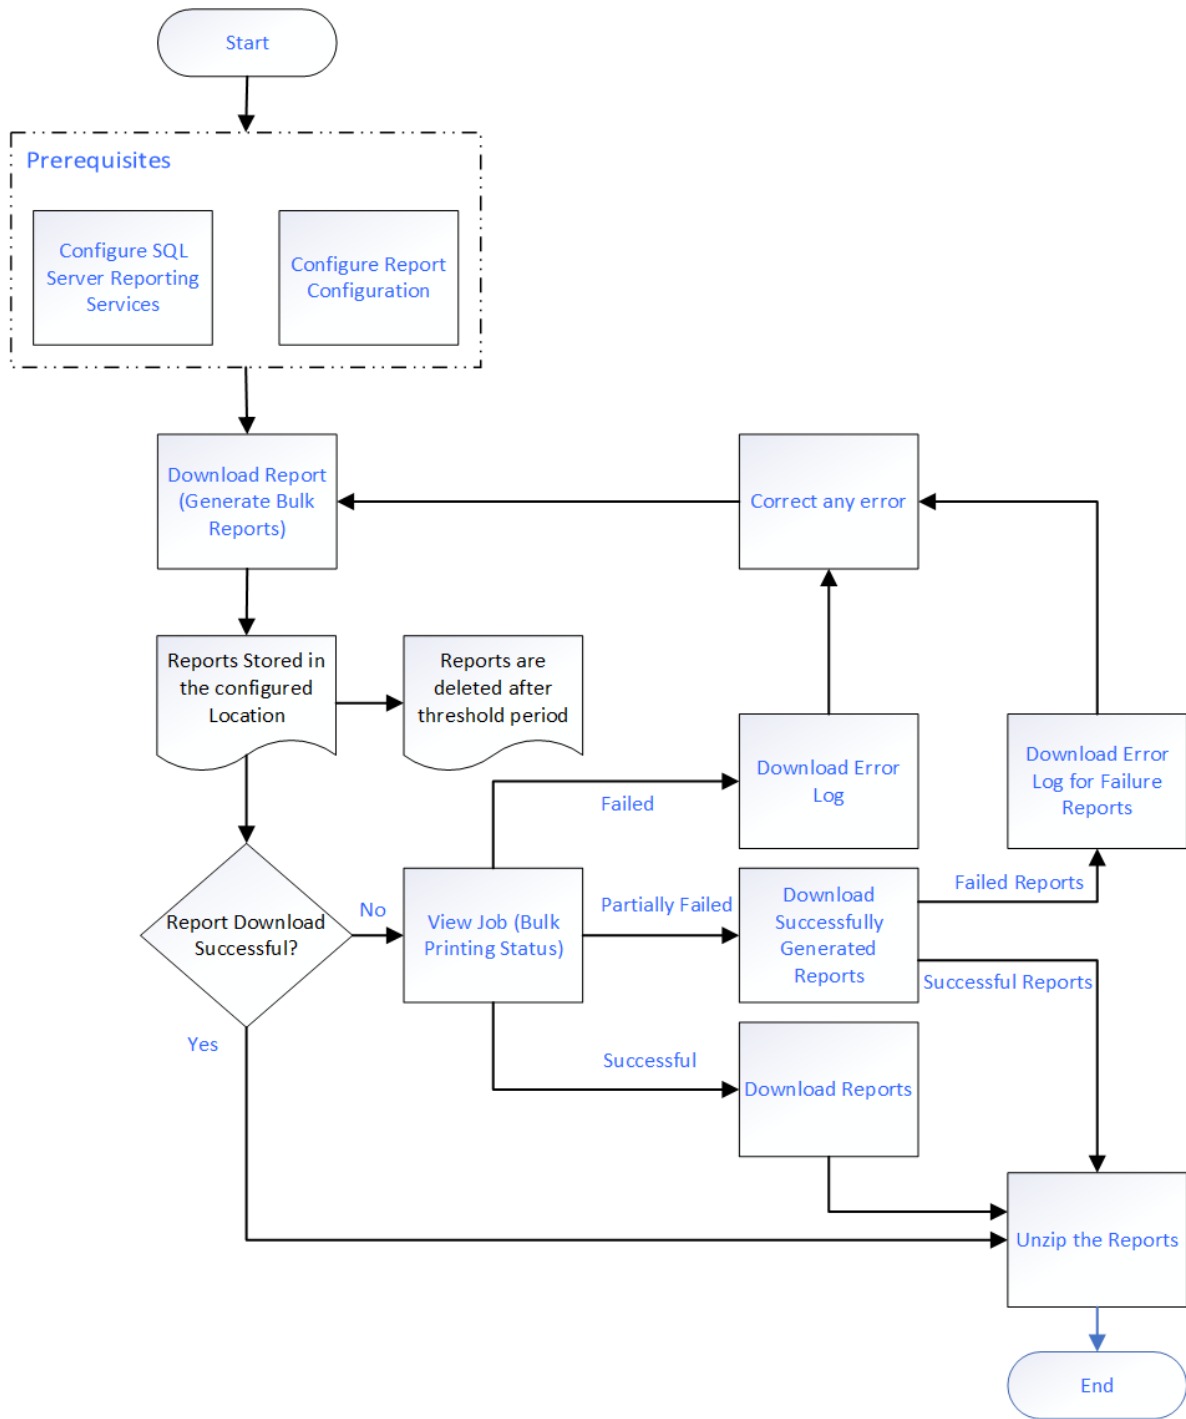 Start
Prerequisites
Configure SQL
Server Reporting
Services
Configure Report
Configuration
Download Report
(Generate Bulk
Reports)
Correct any error
Reports Stored in
the configured
Location
Reports are
deleted after
threshold period
Download Error
Log
Download Error
Log for Failure
Reports
Failed
Report Download
Successful?
No
View Job (Bulk
Printing Status)
Partially Failed
Download
Successfully
Generated
Reports
Failed Reports
Successful Reports
Yes
Successful
Download Reports
Unzip the Reports
End